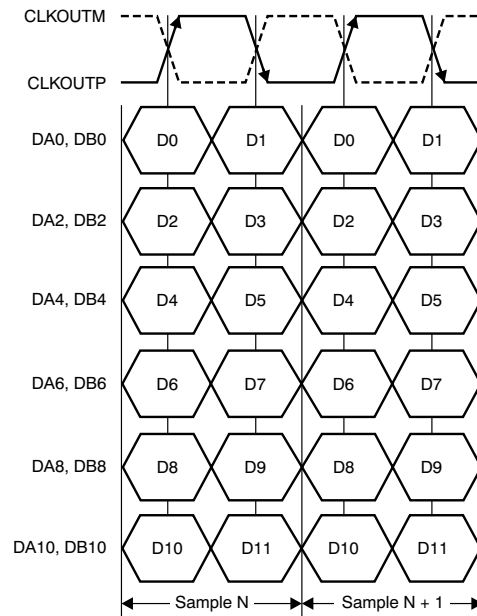 CLKOUTM
CLKOUTP
DA0, DB0 D0 D1 D0 D1
DA2, DB2 D2 D3 D2 D3
DA4, DB4 D4 D5 D4 D5
DA6, DB6 D6 D7 D6 D7
DA8, DB8 D8 D9 D8 D9
DA10, DB10 D10 D11 D10 D11
Sample N Sample N + 1